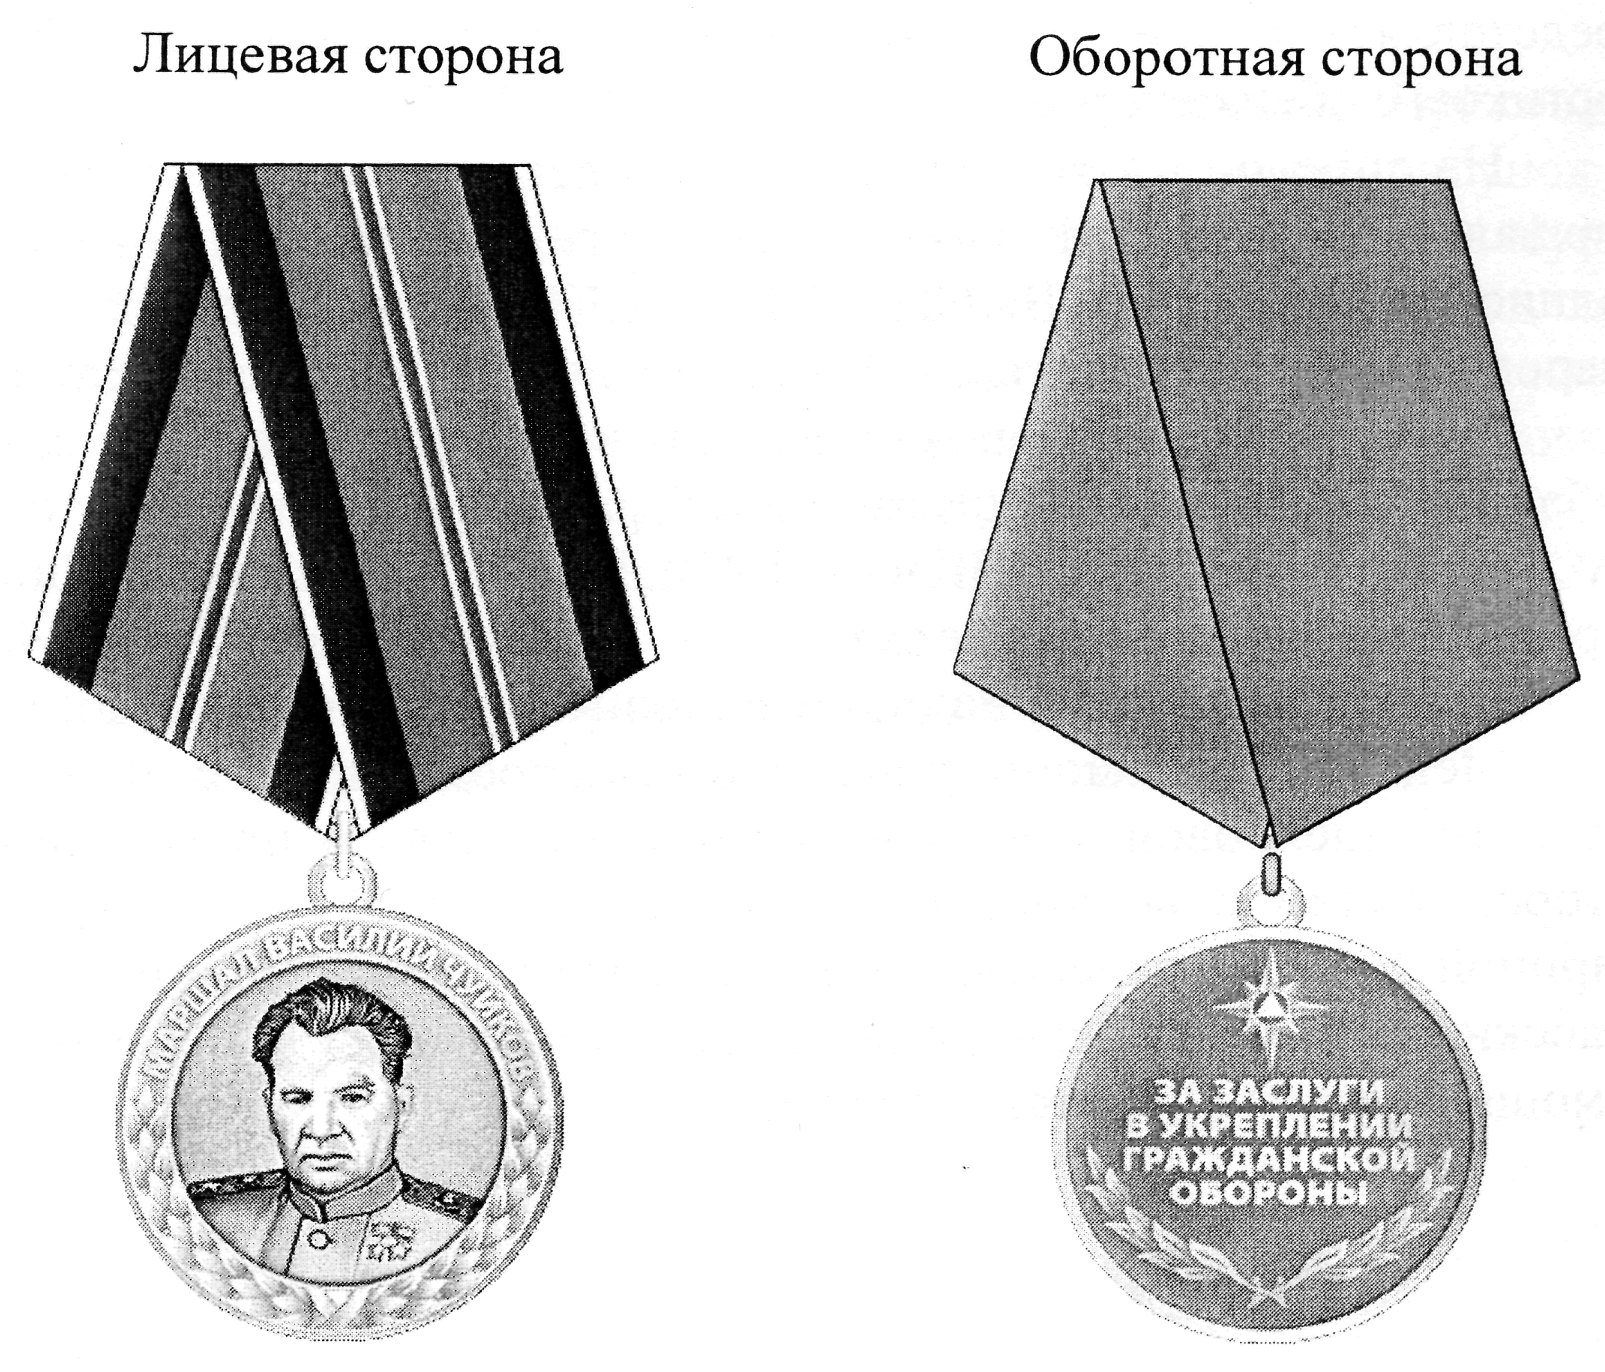 Лицевая сторона
Оборотная сторона
МАРШАЛ ВАСИЛИЙ ЧУЙКОВ
ЗА ЗАСЛУГИ
В УКРЕПЛЕНИИ
ГРАЖДАНСКОЙ
ОБОРОНЫ